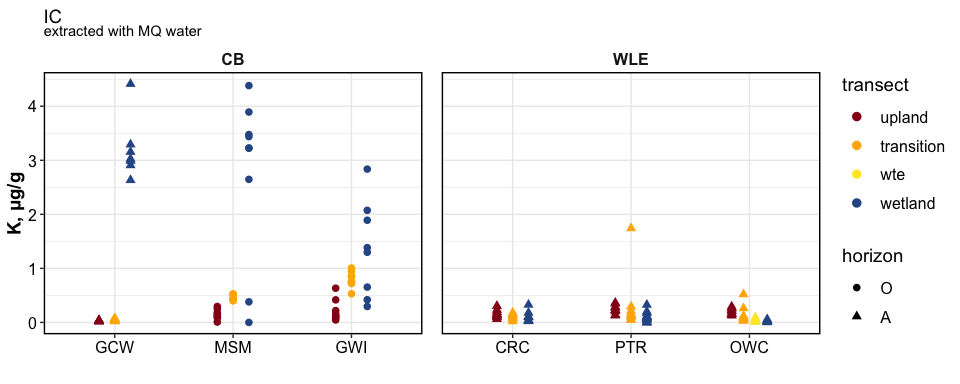 IC
extracted with MQ water
CB
WLE
K, µg/g
4
3
2
1
0
GCW
MSM
GWI
CRC
PTR
OWC
transect
upland
transition
wte
wetland
horizon
O
A